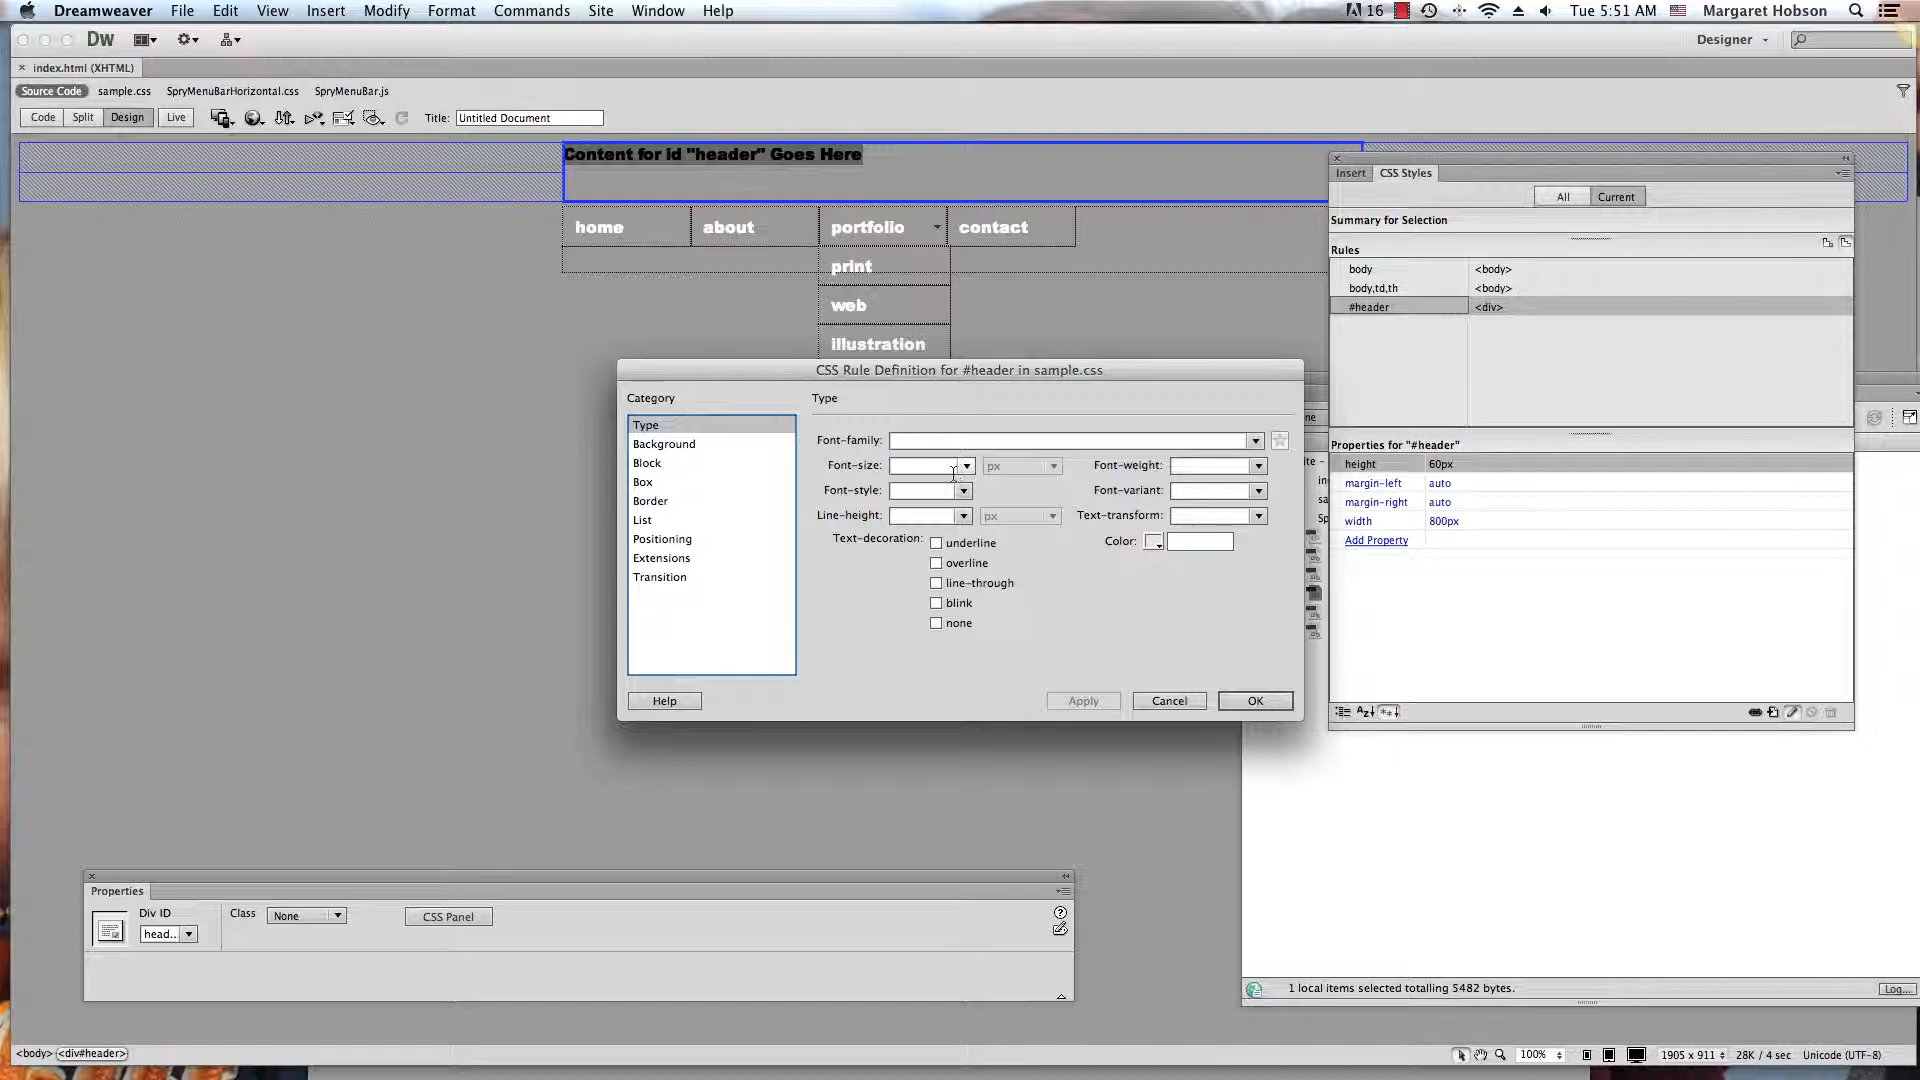 Dreamweaver File Edit View Insert Modify Format Commands Site Window Help 16 Tue 5:51 AM Margaret Hobson
Dw Designer
index.html (XHTML)
Source Code sample.css SpryMenuBarHorizontal.css SpryMenuBar.js
Code Split Design Live Title: Untitled Document
Content for id "header" Goes Here
home about portfolio contact
print
web
illustration
Insert CSS Styles
All Current
Summary for Selection
Rules
body <body>
body,td,th <body>
#header <div>
Properties for "#header"
height 60px
margin-left auto
margin-right auto
width 800px
Add Property
CSS Rule Definition for #header in sample.css
Category Type
Type
Background
Block
Box
Border
List
Positioning
Extensions
Transition
Font-family:
Font-size: px Font-weight:
Font-style: Font-variant:
Line-height: px Text-transform:
Text-decoration: underline Color:
overline
line-through
blink
none
Help Apply Cancel OK
Properties
Div ID Class None CSS Panel
head..
1 local items selected totalling 5482 bytes. Log...
<body> <div#header> 100% 1905 x 911 28K / 4 sec Unicode (UTF-8)